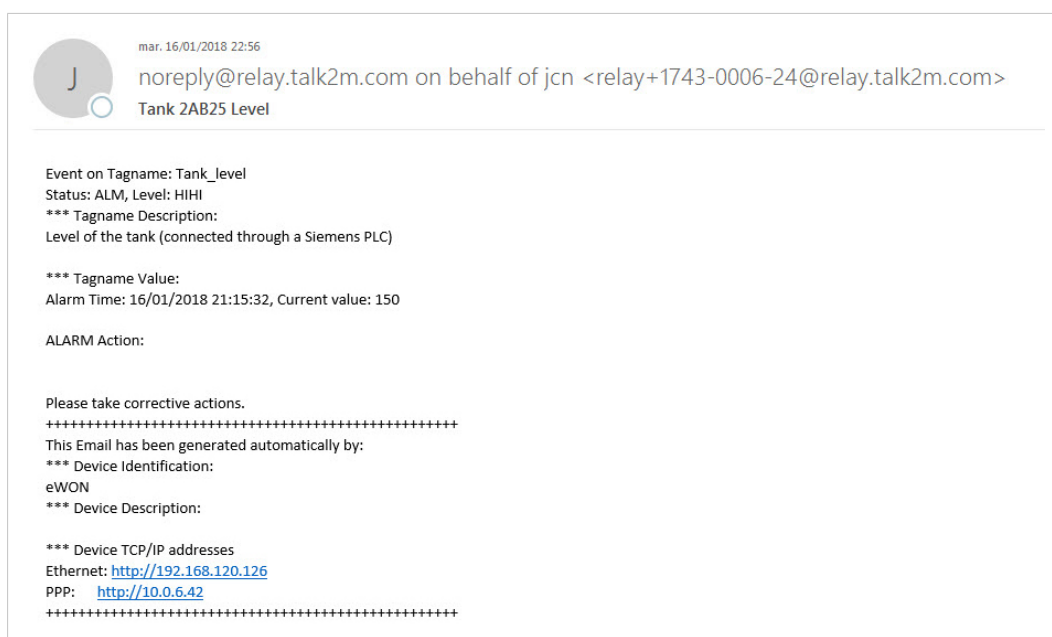 mar. 16/01/2018 22:56
J
noreply@relay.talk2m.com on behalf of jcn <relay+1743-0006-24@relay.talk2m.com>
Tank 2AB25 Level
Event on Tagname: Tank_level
Status: ALM, Level: HIHI
*** Tagname Description:
Level of the tank (connected through a Siemens PLC)
*** Tagname Value:
Alarm Time: 16/01/2018 21:15:32, Current value: 150
ALARM Action:
Please take corrective actions.
++++++++++++++++++++++++++++++++++++++++++++++++++++
This Email has been generated automatically by:
*** Device Identification:
eWON
*** Device Description:
*** Device TCP/IP addresses
Ethernet: http://192.168.120.126
PPP: http://10.0.6.42
++++++++++++++++++++++++++++++++++++++++++++++++++++